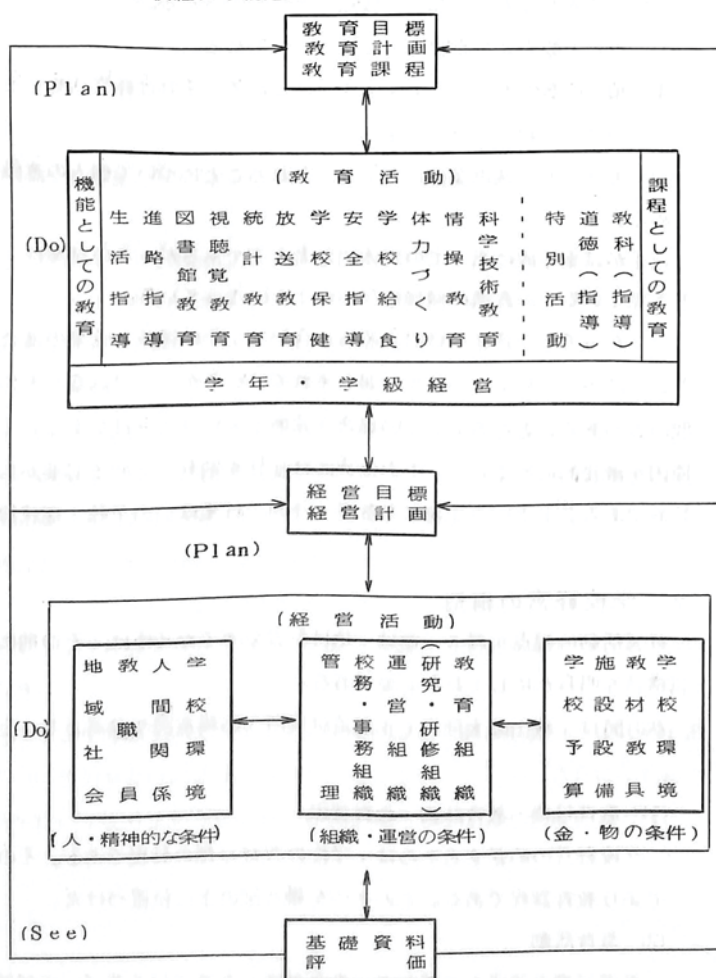 教育目標
教育計画
教育課程
(Plan)
(教育活動)
(Do)
課程としての教育
教科(指導)
道徳(指導)
特別活動
科学技術教育
情操教育
体力づくり
学校給食
安全指導
学校保健
放送教育
統計教育
視聴覚教育
図書館教育
進路指導
生活指導
機能としての教育
学年・学級経営
経営目標
経営計画
(Plan)
(経営活動)
(Do)
学校環境
人間関係
教職員
地域社会
(人・精神的な条件)
教育組織
(研究・研修組織
運営組織
校務・事務組織
管理
(組織・運営の条件)
学校環境
教材教具
施設設備
学校予算
(金・物の条件)
(See)
基礎資料
評価